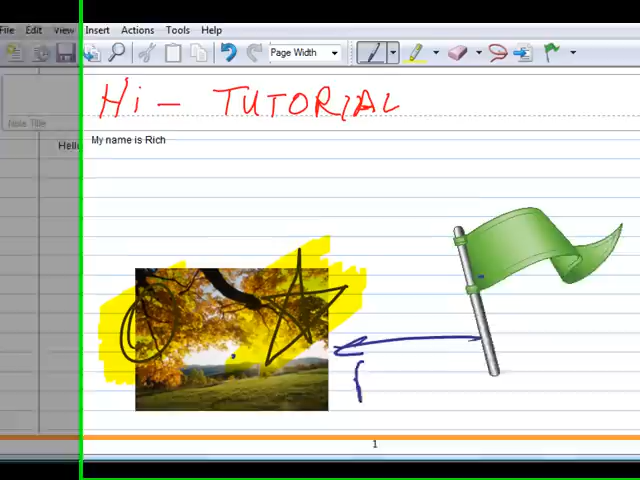 File Edit View Insert Actions Tools Help
Page Width
Hi - TUTORIAL
Note Title
My name is Rich
Hello
1